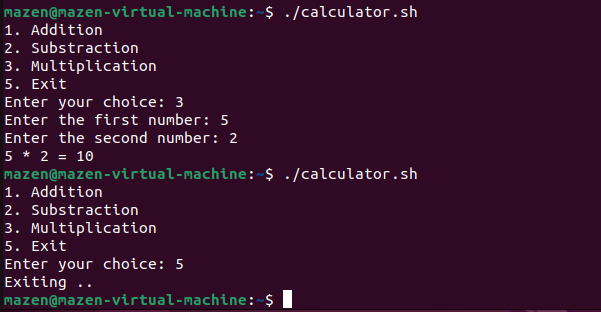 mazen@mazen-virtual-machine:~$ ./calculator.sh
1. Addition
2. Substraction
3. Multiplication
5. Exit
Enter your choice: 3
Enter the first number: 5
Enter the second number: 2
5 * 2 = 10
mazen@mazen-virtual-machine:~$ ./calculator.sh
1. Addition
2. Substraction
3. Multiplication
5. Exit
Enter your choice: 5
Exiting ..
mazen@mazen-virtual-machine:~$